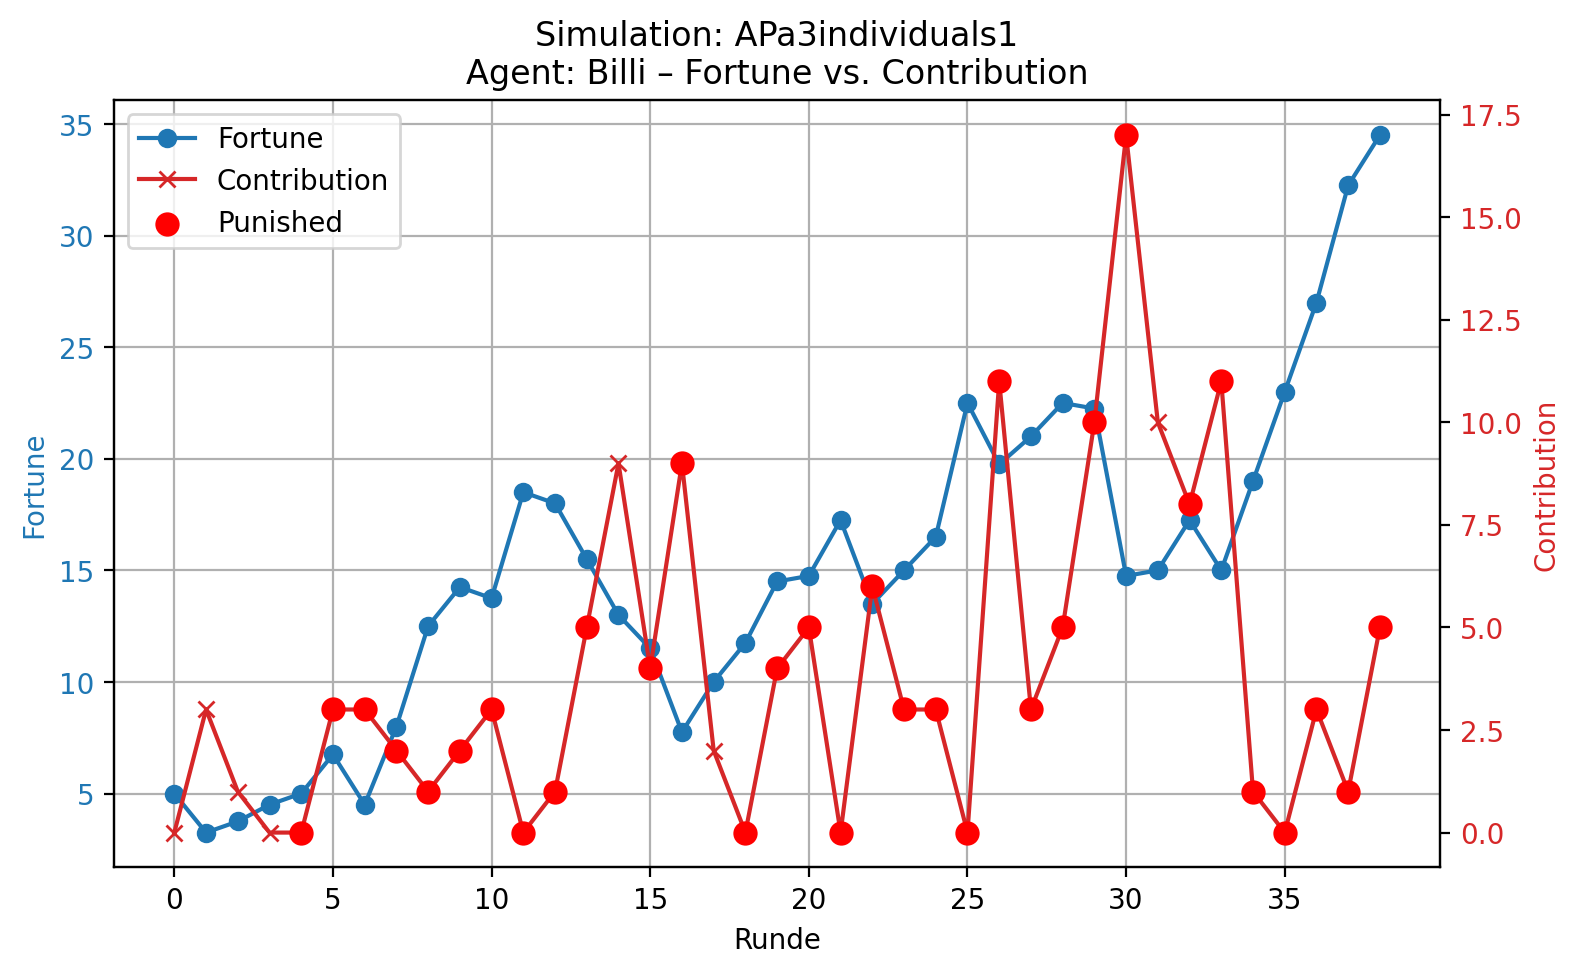 Simulation: APa3individuals1
Agent: Billi – Fortune vs. Contribution
Fortune
Contribution
Punished
35
30
25
20
15
10
5
Fortune
17.5
15.0
12.5
10.0
7.5
5.0
2.5
0.0
Contribution
0 5 10 15 20 25 30 35
Runde